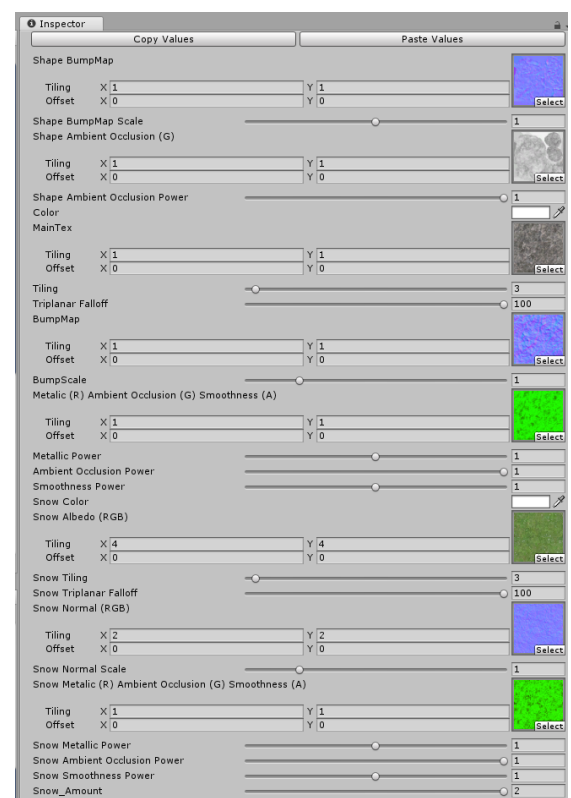 Inspector
Copy Values Paste Values
Shape BumpMap
Tiling X 1 Y 1
Offset X 0 Y 0
Select
Shape BumpMap Scale 1
Shape Ambient Occlusion (G)
Tiling X 1 Y 1
Offset X 0 Y 0
Select
Shape Ambient Occlusion Power 1
Color
MainTex
Tiling X 1 Y 1
Offset X 0 Y 0
Select
Tiling 3
Triplanar Falloff 100
BumpMap
Tiling X 1 Y 1
Offset X 0 Y 0
Select
BumpScale 1
Metalic (R) Ambient Occlusion (G) Smoothness (A)
Tiling X 1 Y 1
Offset X 0 Y 0
Select
Metallic Power 1
Ambient Occlusion Power 1
Smoothness Power 1
Snow Color
Snow Albedo (RGB)
Tiling X 4 Y 4
Offset X 0 Y 0
Select
Snow Tiling 3
Snow Triplanar Falloff 100
Snow Normal (RGB)
Tiling X 2 Y 2
Offset X 0 Y 0
Select
Snow Normal Scale 1
Snow Metalic (R) Ambient Occlusion (G) Smoothness (A)
Tiling X 1 Y 1
Offset X 0 Y 0
Select
Snow Metallic Power 1
Snow Ambient Occlusion Power 1
Snow Smoothness Power 1
Snow_Amount 2